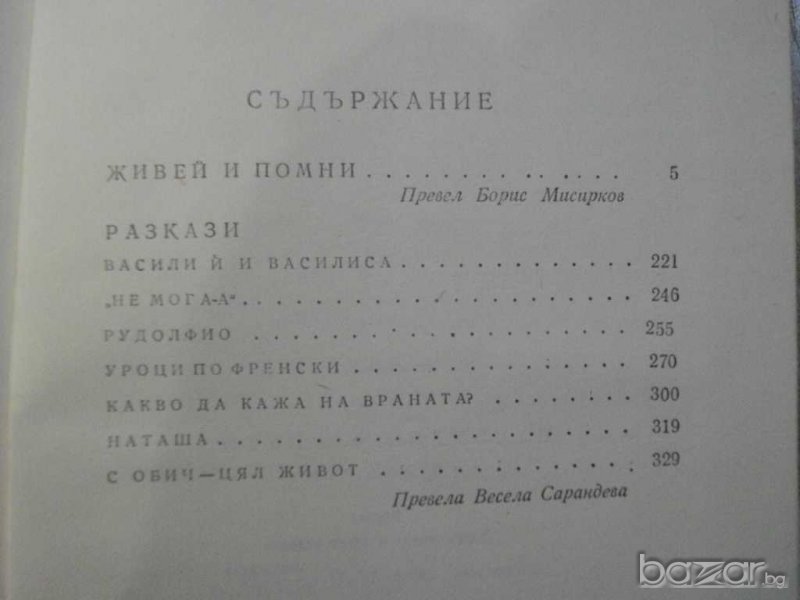 СЪДЪРЖАНИЕ
ЖИВЕЙ И ПОМНИ . . . . . . . . . . . . . . 5
Превел Борис Мисирков
РАЗКАЗИ
ВАСИЛИЙ И ВАСИЛИСА . . . . . . . . . . . . . 221
„НЕ МОГА-А“ . . . . . . . . . . . . . . . . . . . 246
РУДОЛФИО . . . . . . . . . . . . . . . . . . 255
УРОЦИ ПО ФРЕНСКИ . . . . . . . . . . . . . . 270
КАКВО ДА КАЖА НА ВРАНАТА? . . . . . . . . 300
НАТАША . . . . . . . . . . . . . . . . . . . . 319
С ОБИЧ—ЦЯЛ ЖИВОТ . . . . . . . . . . . . . 329
Превела Весела Сарандева
bazar.bg